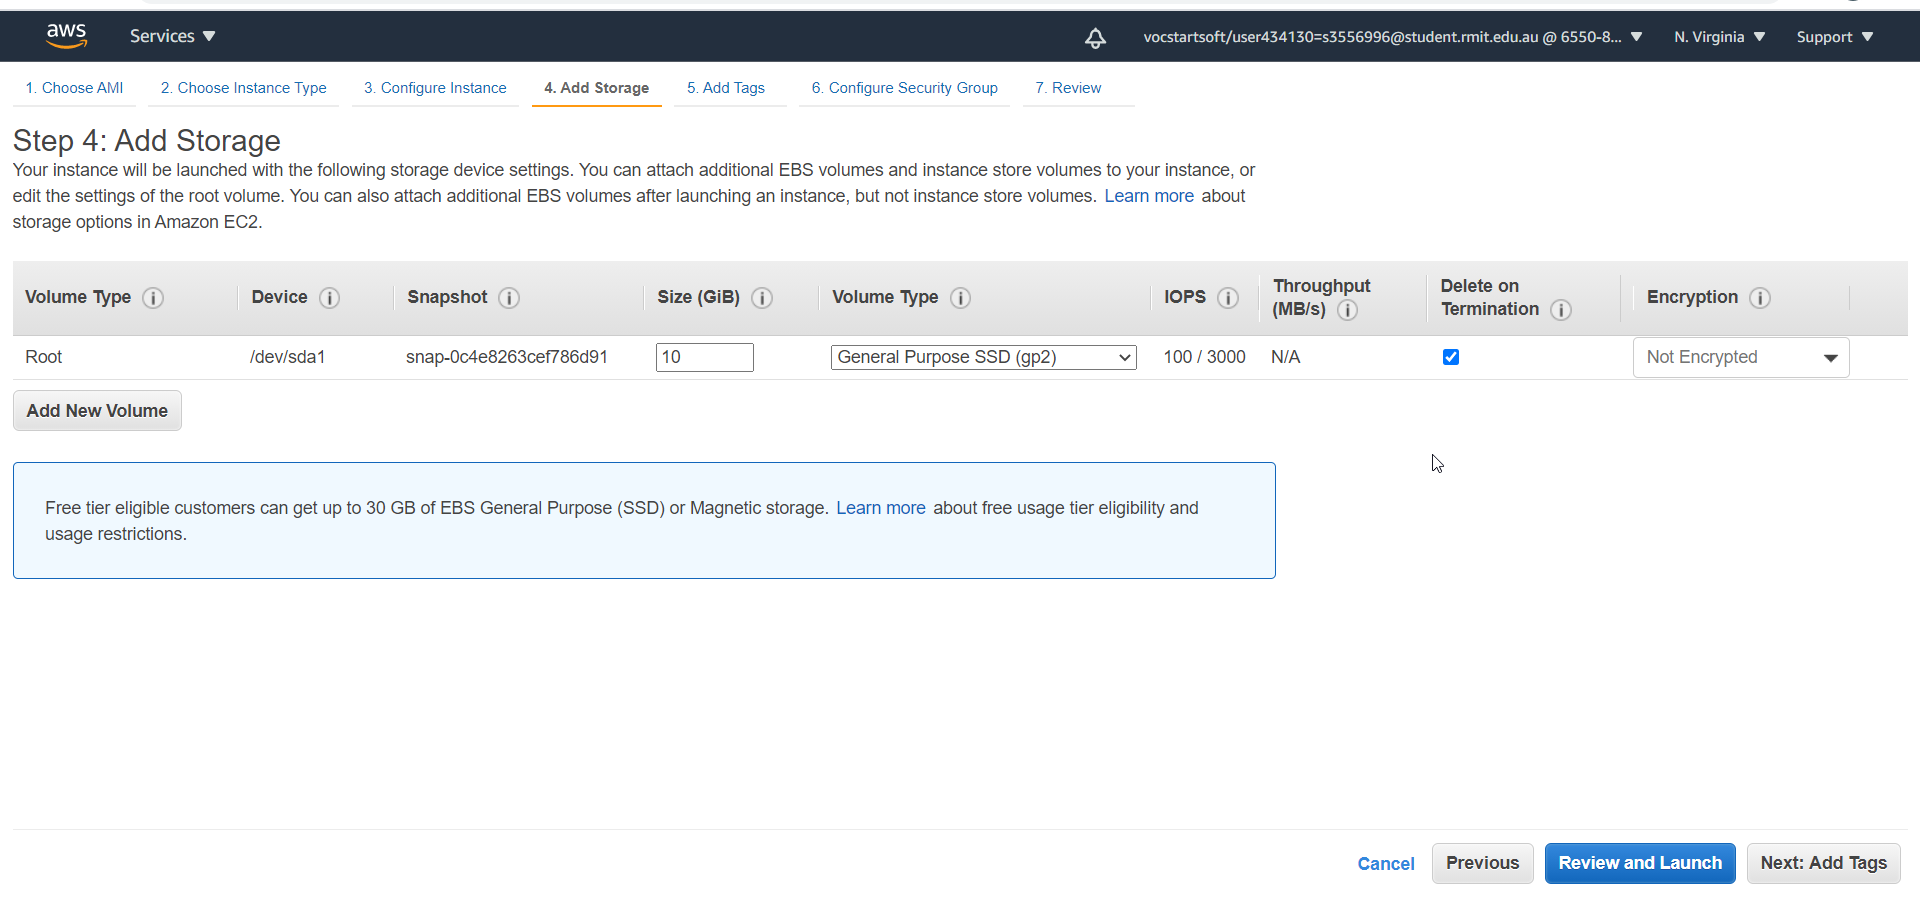 aws Services vocstartsoft/user434130=s3556996@student.rmit.edu.au @ 6550-8... N. Virginia Support
1. Choose AMI 2. Choose Instance Type 3. Configure Instance 4. Add Storage 5. Add Tags 6. Configure Security Group 7. Review
Step 4: Add Storage
Your instance will be launched with the following storage device settings. You can attach additional EBS volumes and instance store volumes to your instance, or
edit the settings of the root volume. You can also attach additional EBS volumes after launching an instance, but not instance store volumes. Learn more about
storage options in Amazon EC2.
Volume Type i Device i Snapshot i Size (GiB) i Volume Type i IOPS i Throughput (MB/s) i Delete on Termination i Encryption i
Root /dev/sda1 snap-0c4e8263cef786d91 10 General Purpose SSD (gp2) 100 / 3000 N/A Not Encrypted
Add New Volume
Free tier eligible customers can get up to 30 GB of EBS General Purpose (SSD) or Magnetic storage. Learn more about free usage tier eligibility and
usage restrictions.
Cancel Previous Review and Launch Next: Add Tags